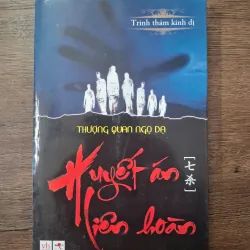 Trinh thám kinh dị
THƯỢNG QUAN NGỌ DẠ
Huyết án
[七杀]
liên hoàn